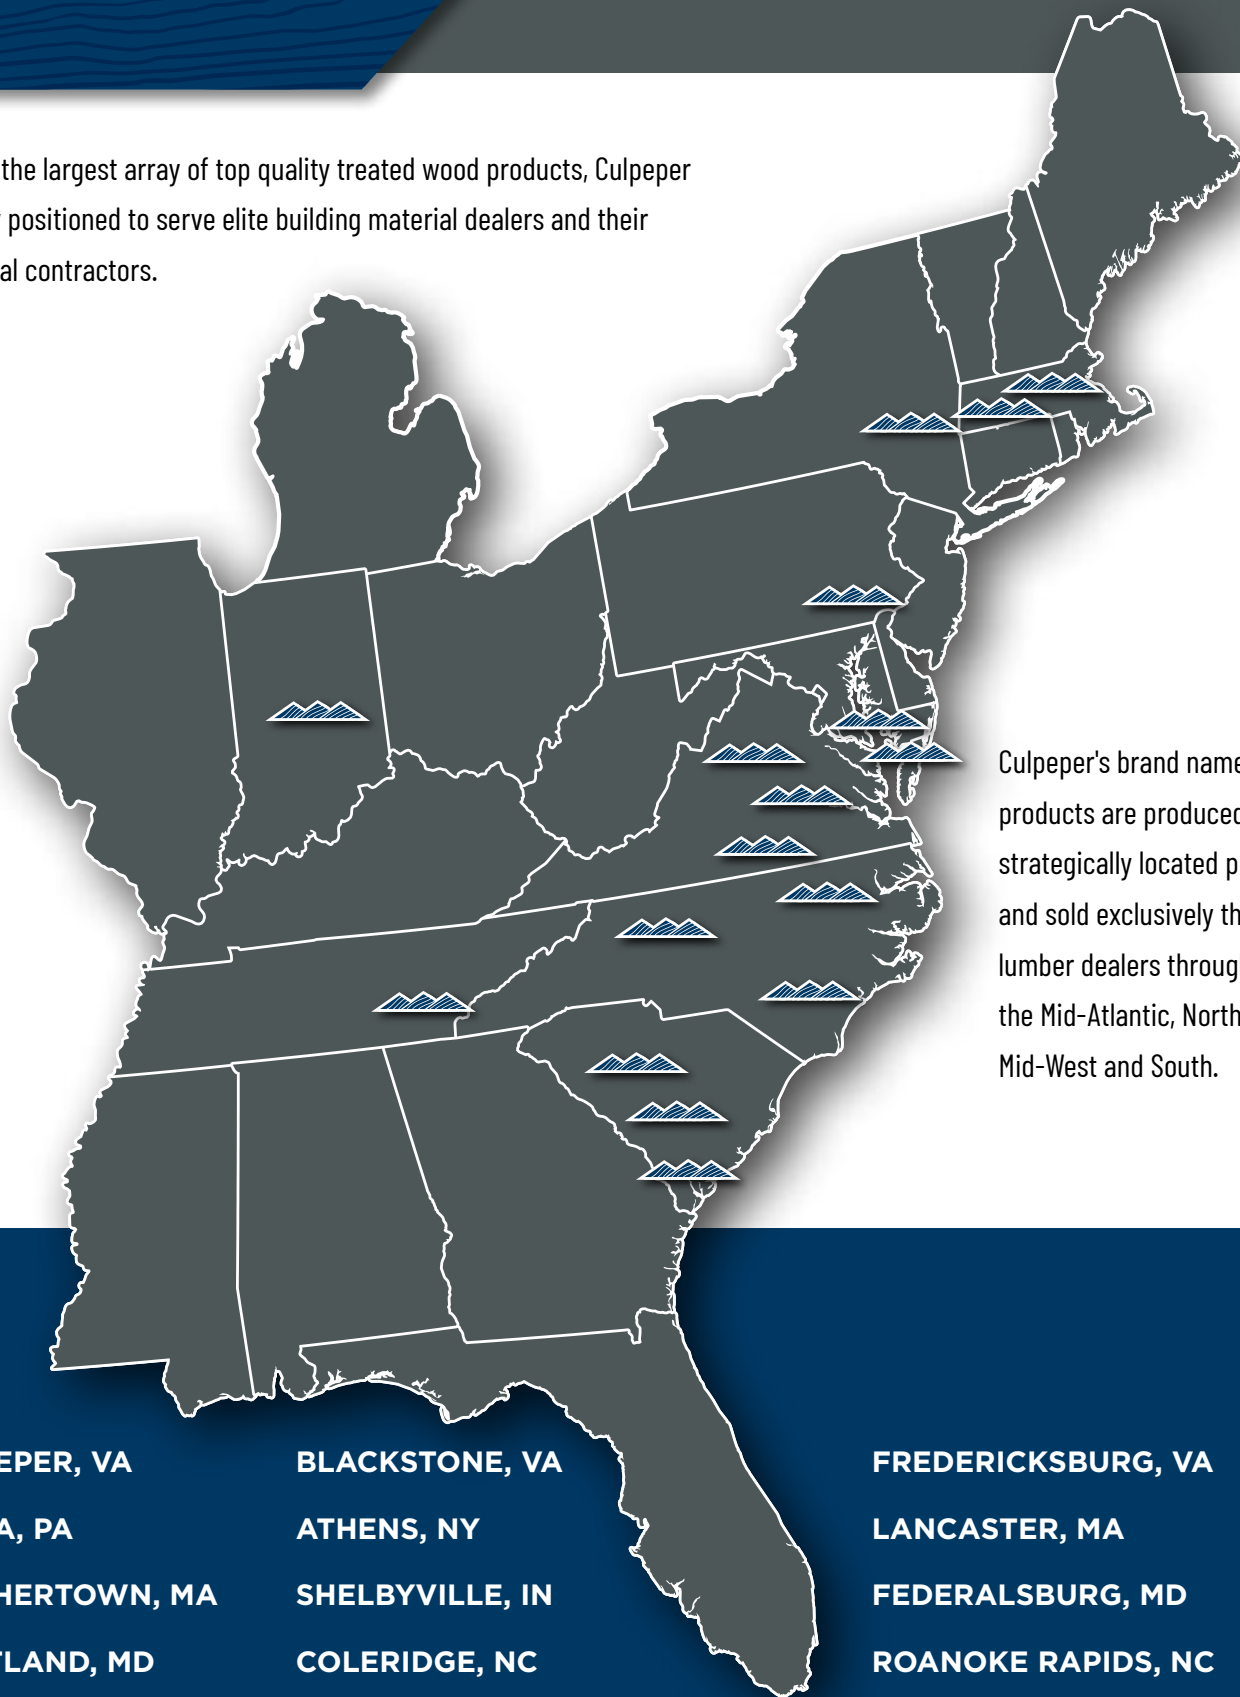 the largest array of top quality treated wood products, Culpeper
positioned to serve elite building material dealers and their
contractors.
Culpeper's brand name
products are produced
strategically located
and sold exclusively
lumber dealers
the Mid-Atlantic, North
Mid-West and South.
EPER, VA
BLACKSTONE, VA
FREDERICKSBURG, VA
A, PA
ATHENS, NY
LANCASTER, MA
HERTOWN, MA
SHELBYVILLE, IN
FEDERALSBURG, MD
TLAND, MD
COLERIDGE, NC
ROANOKE RAPIDS, NC